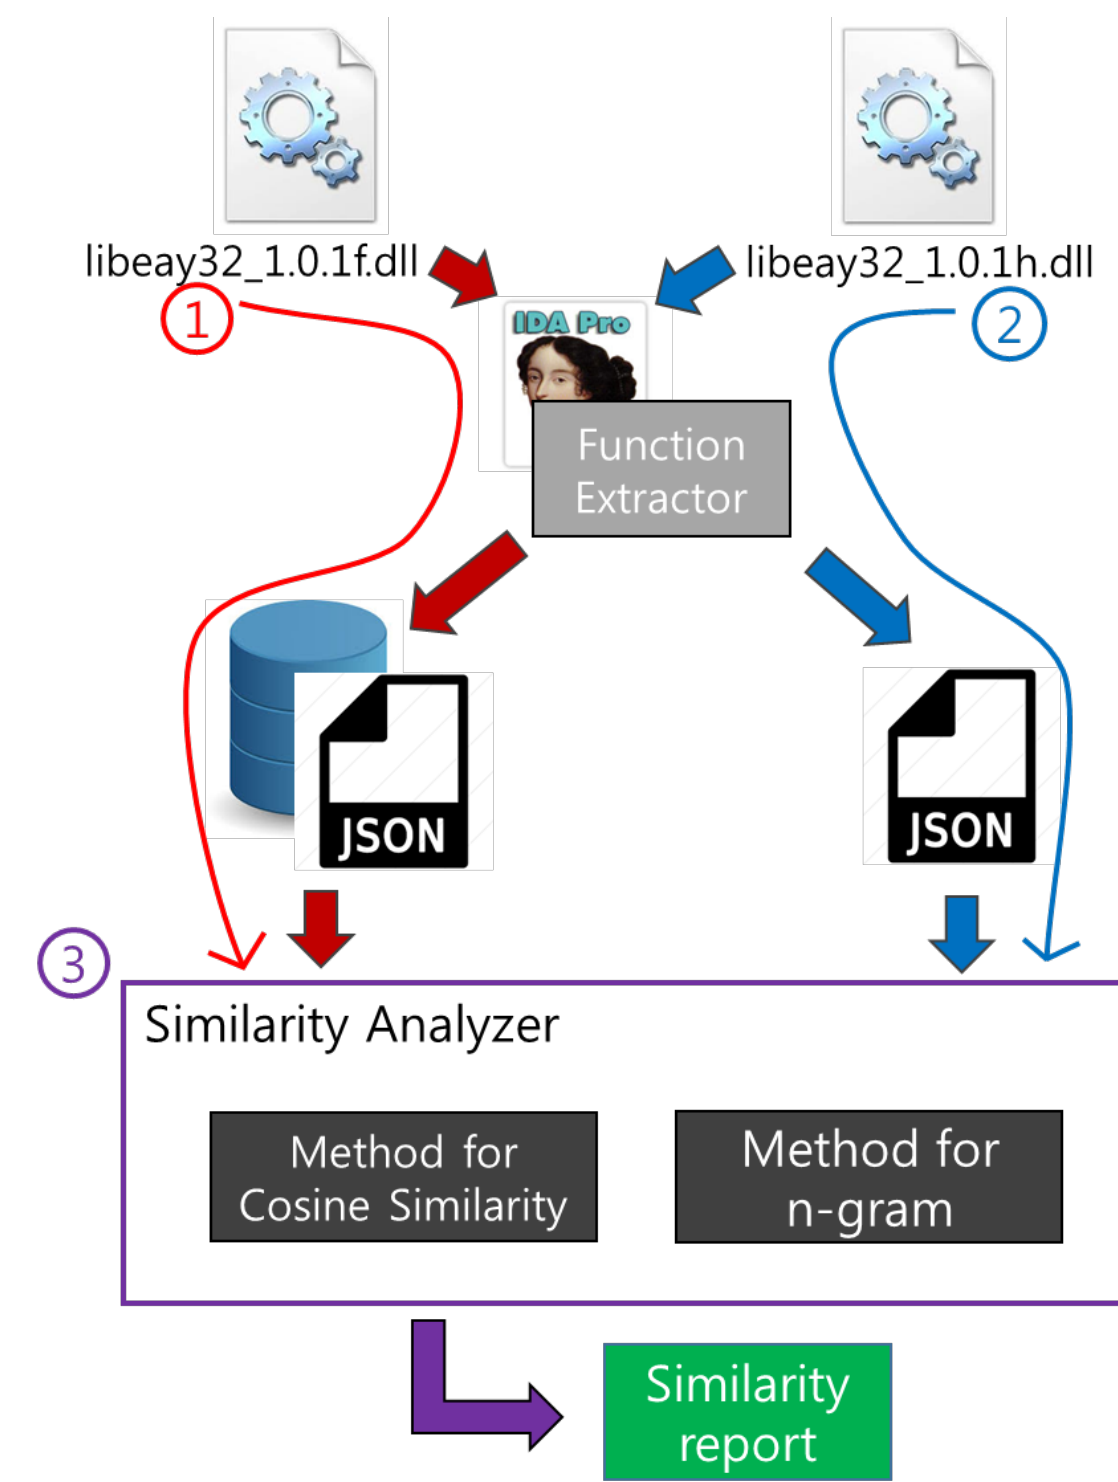 libeay32_1.0.1f.dll
libeay32_1.0.1h.dll
1
2
IDA Pro
Function
Extractor
JSON
JSON
3
Similarity Analyzer
Method for
Cosine Similarity
Method for
n-gram
Similarity
report